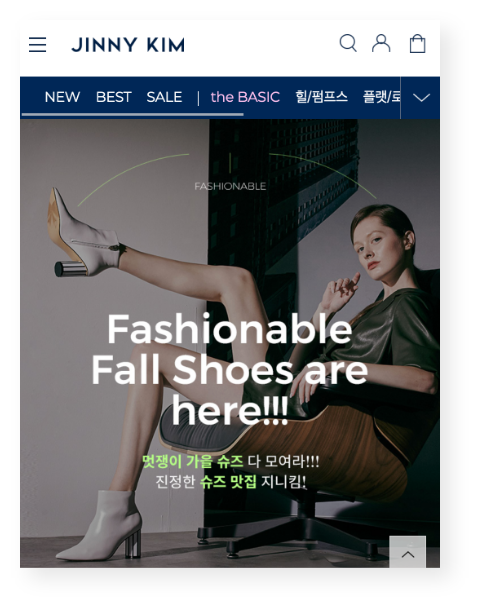 JINNY KIM
NEW BEST SALE | the BASIC 힐/펌프스 플랫/로
FASHIONABLE
Fashionable
Fall Shoes are
here!!!
멋쟁이 가을 슈즈 다 모여라!!!
진정한 슈즈 맛집 지니킴!